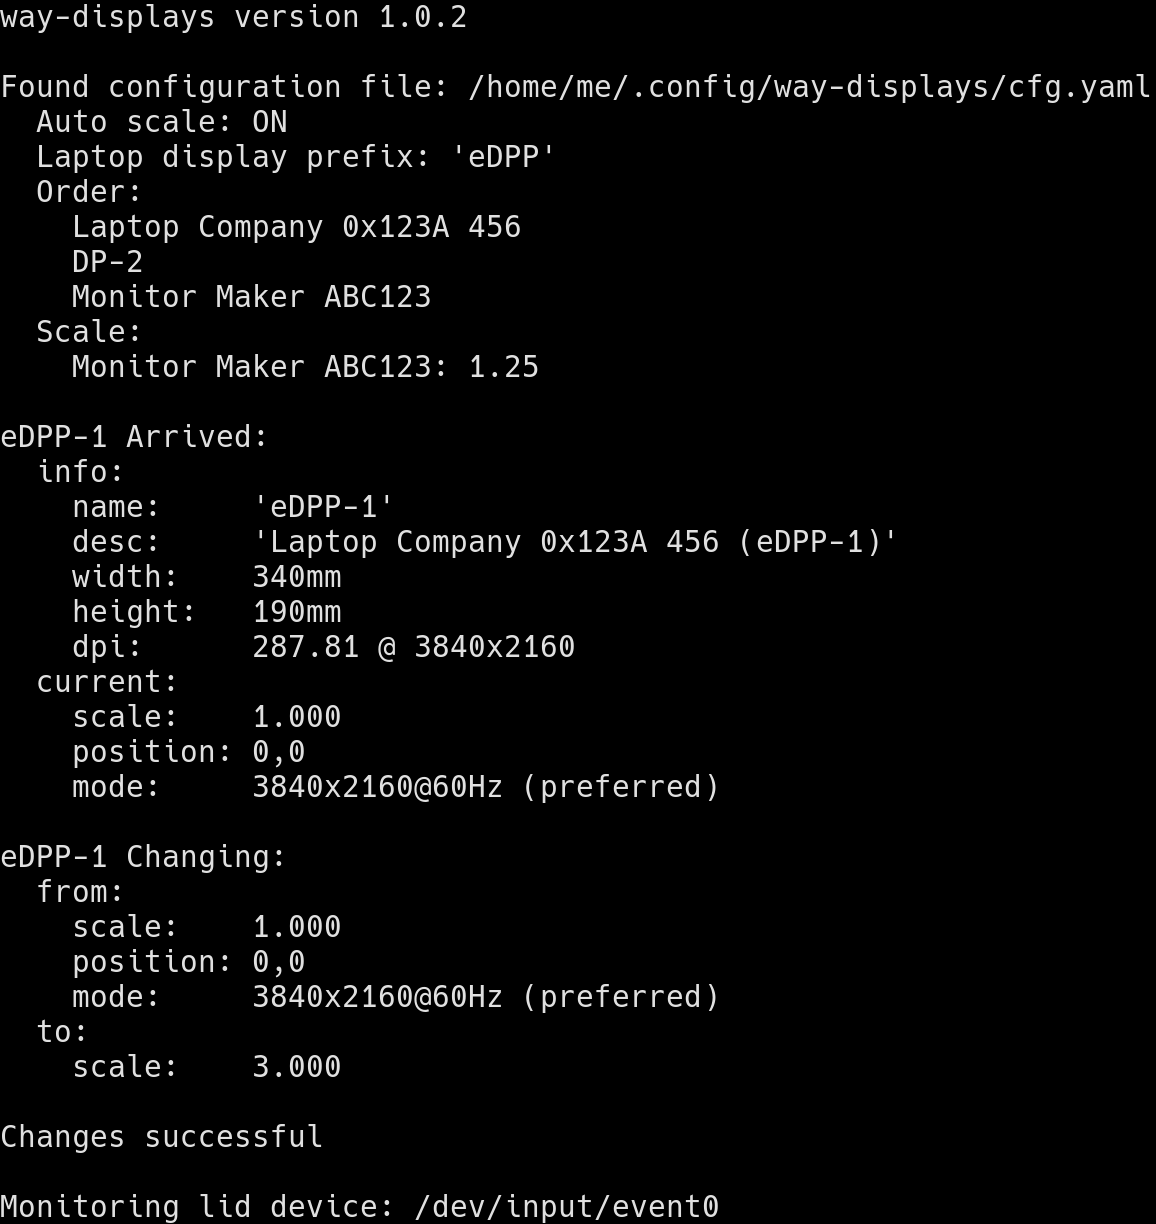 way-displays version 1.0.2
Found configuration file: /home/me/.config/way-displays/cfg.yaml
Auto scale: ON
Laptop display prefix: 'eDPP'
Order:
Laptop Company 0x123A 456
DP-2
Monitor Maker ABC123
Scale:
Monitor Maker ABC123: 1.25
eDPP-1 Arrived:
info:
name: 'eDPP-1'
desc: 'Laptop Company 0x123A 456 (eDPP-1)'
width: 340mm
height: 190mm
dpi: 287.81 @ 3840x2160
current:
scale: 1.000
position: 0,0
mode: 3840x2160@60Hz (preferred)
eDPP-1 Changing:
from:
scale: 1.000
position: 0,0
mode: 3840x2160@60Hz (preferred)
to:
scale: 3.000
Changes successful
Monitoring lid device: /dev/input/event0